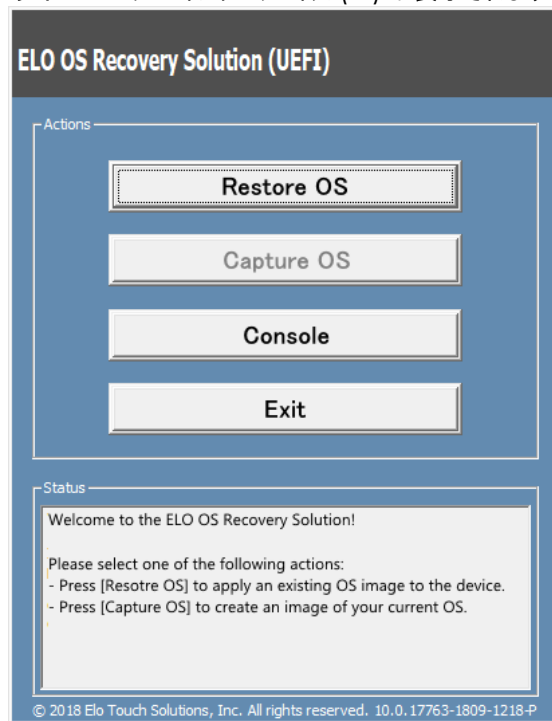 ELO OS Recovery Solution (UEFI)
Actions
Restore OS
Capture OS
Console
Exit
Status
Welcome to the ELO OS Recovery Solution!
Please select one of the following actions:
- Press [Resotre OS] to apply an existing OS image to the device.
- Press [Capture OS] to create an image of your current OS.
© 2018 Elo Touch Solutions, Inc. All rights reserved. 10.0.17763-1809-1218-P